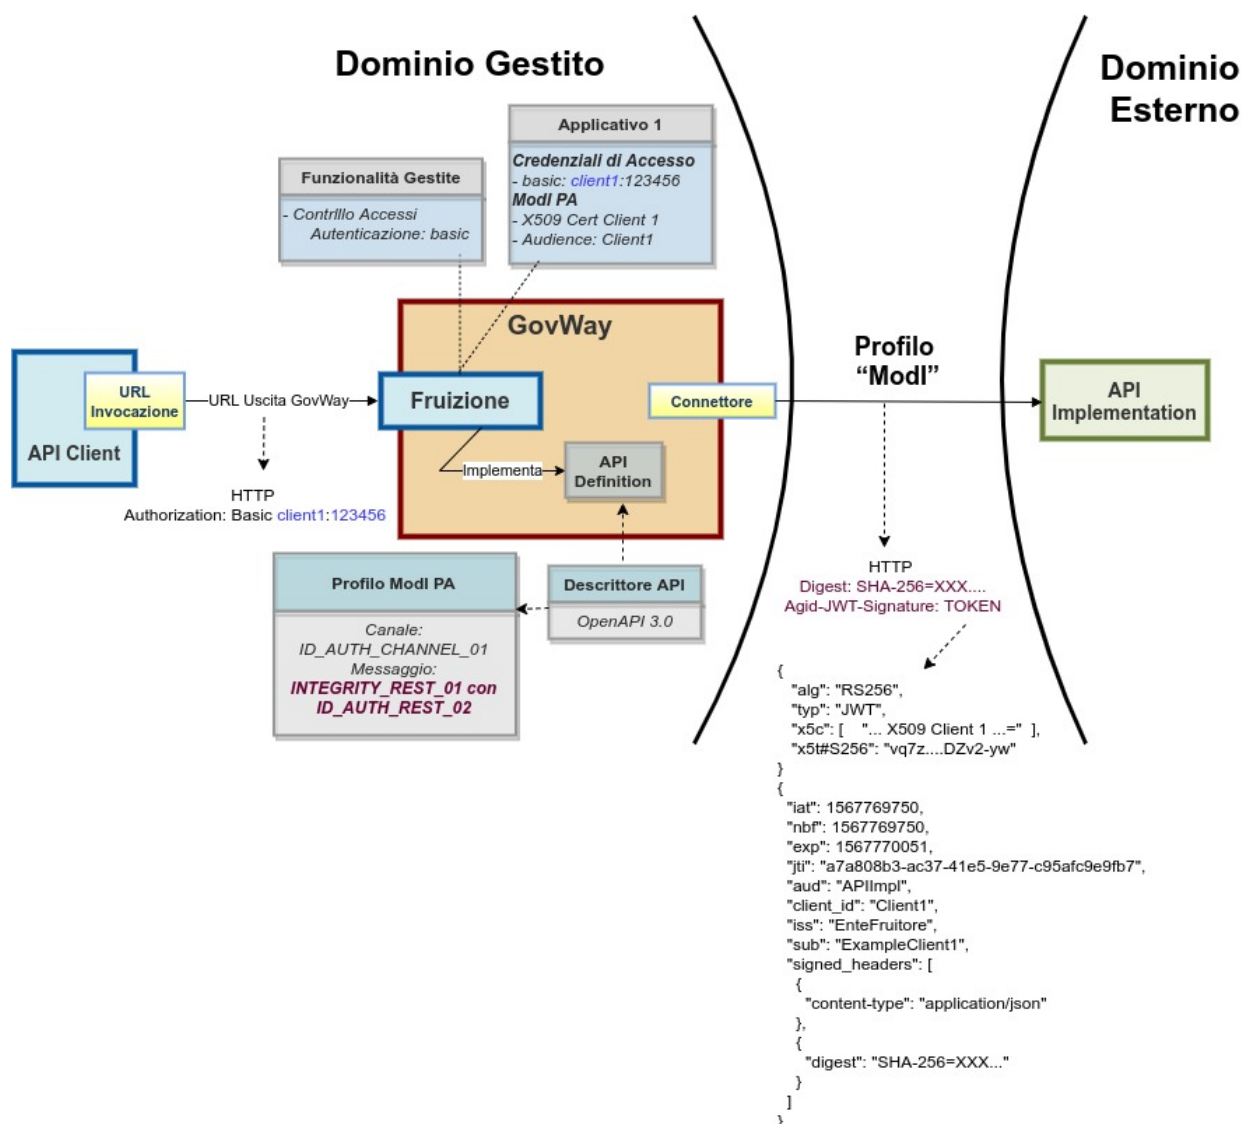 Dominio Gestito
Dominio
Esterno
Applicativo 1
Credenziali di Accesso
- basic: client1:123456
ModI PA
- X509 Cert Client 1
- Audience: Client1
Funzionalità Gestite
- Contrlllo Accessi
Autenticazione: basic
GovWay
Profilo
“ModI”
URL
Invocazione
API Client
URL Uscita GovWay
Fruizione
Connettore
API
Implementation
Implementa
API
Definition
HTTP
Authorization: Basic client1:123456
Profilo ModI PA
Canale:
ID_AUTH_CHANNEL_01
Messaggio:
INTEGRITY_REST_01 con
ID_AUTH_REST_02
Descrittore API
OpenAPI 3.0
HTTP
Digest: SHA-256=XXX....
Agid-JWT-Signature: TOKEN
{
"alg": "RS256",
"typ": "JWT",
"x5c": [ "... X509 Client 1 ...=" ],
"x5t#S256": "vq7z....DZv2-yw"
}
{
"iat": 1567769750,
"nbf": 1567769750,
"exp": 1567770051,
"jti": "a7a808b3-ac37-41e5-9e77-c95afc9e9fb7",
"aud": "APIImpl",
"client_id": "Client1",
"iss": "EnteFruitore",
"sub": "ExampleClient1",
"signed_headers": [
{
"content-type": "application/json"
},
{
"digest": "SHA-256=XXX..."
}
]
}